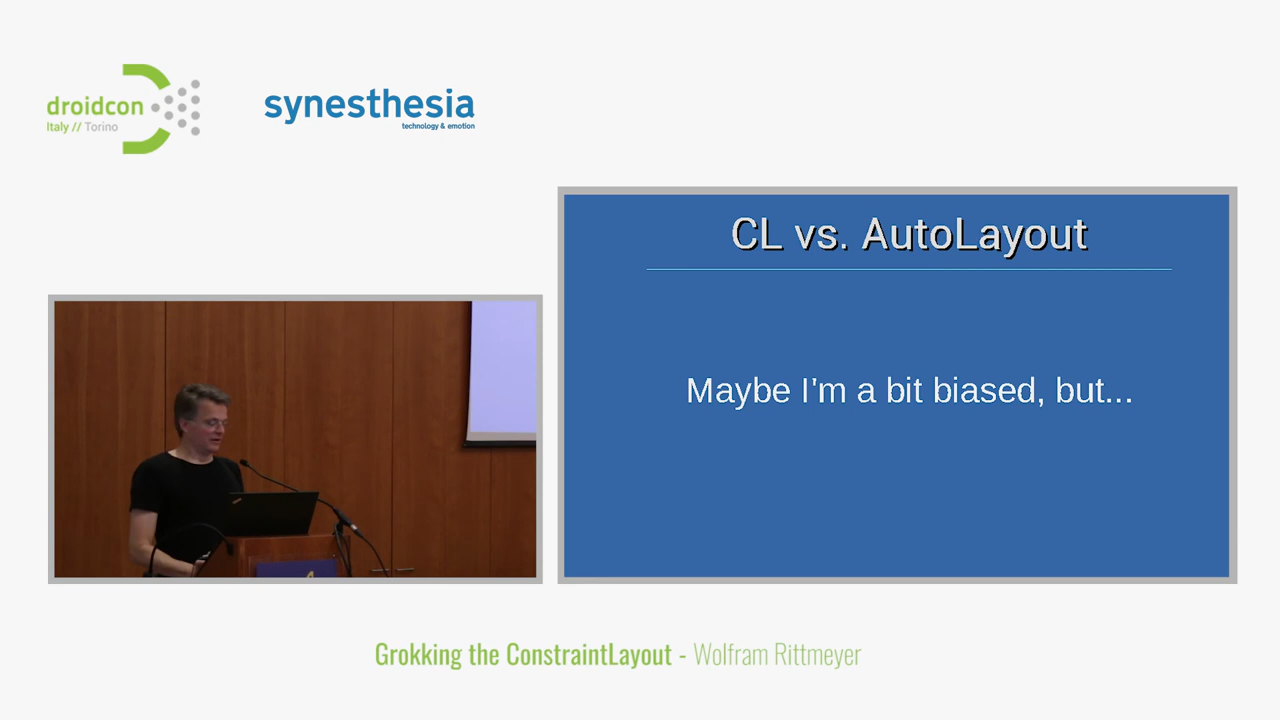 droidcon
Italy // Torino
synesthesia
technology & emotion
CL vs. AutoLayout
Maybe I'm a bit biased, but...
Grokking the ConstraintLayout - Wolfram Rittmeyer